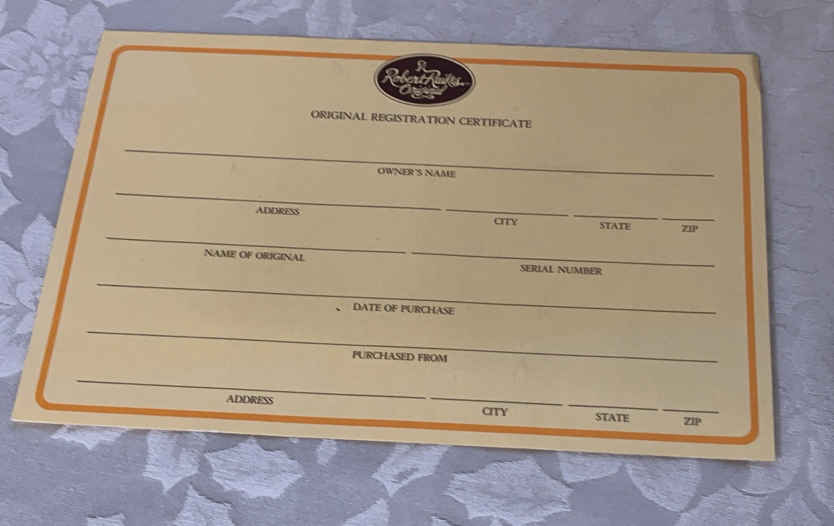 Robert Raikes
Originals
ORIGINAL REGISTRATION CERTIFICATE
OWNER'S NAME
ADDRESS CITY STATE ZIP
NAME OF ORIGINAL SERIAL NUMBER
DATE OF PURCHASE
PURCHASED FROM
ADDRESS CITY STATE ZIP